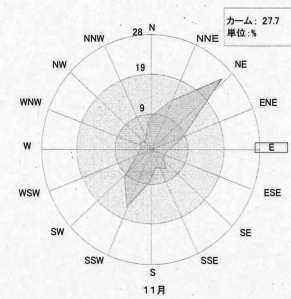 カーム: 27.7
単位:%
N
NNW
28
NNE
NW
19
NE
WNW
9
ENE
W
E
WSW
ESE
SW
SE
SSW
SSE
S
11月